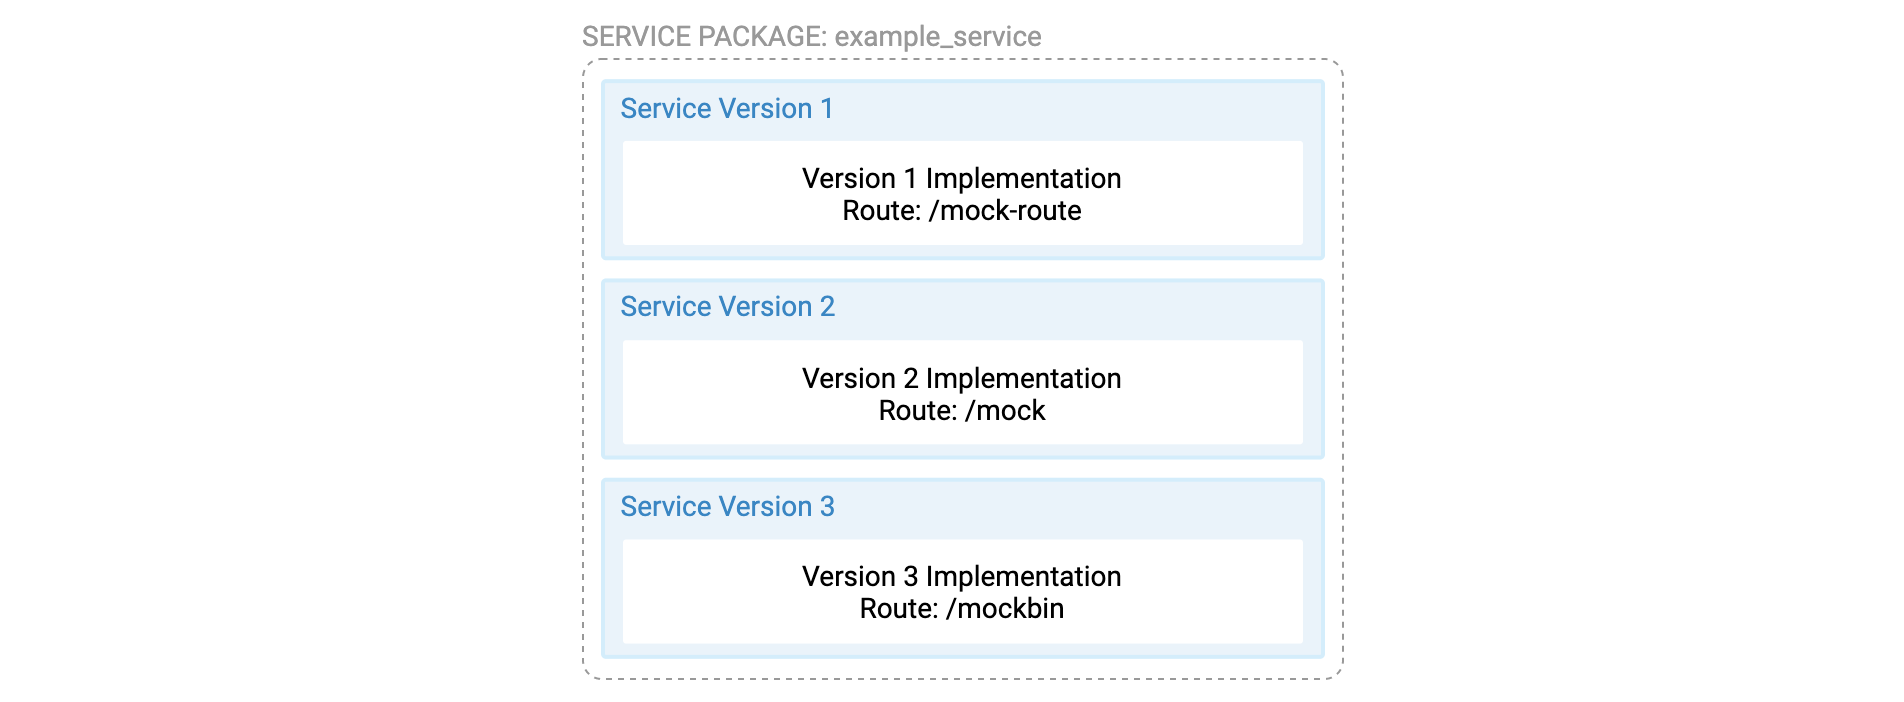 SERVICE PACKAGE: example_service
Service Version 1
Version 1 Implementation
Route: /mock-route
Service Version 2
Version 2 Implementation
Route: /mock
Service Version 3
Version 3 Implementation
Route: /mockbin